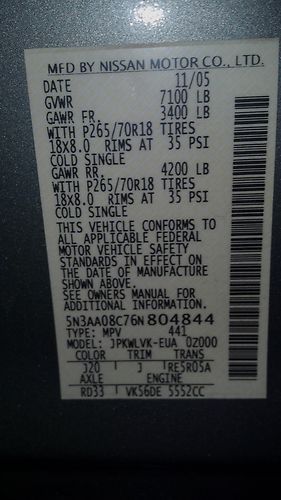 MFD BY NISSAN MOTOR CO., LTD.
DATE 11/05
GVWR 7100 LB
GAWR FR. 3400 LB
WITH P265/70R18 TIRES
18X8.0 RIMS AT 35 PSI
COLD SINGLE
GAWR RR. 4200 LB
WITH P265/70R18 TIRES
18X8.0 RIMS AT 35 PSI
COLD SINGLE
THIS VEHICLE CONFORMS TO
ALL APPLICABLE FEDERAL
MOTOR VEHICLE SAFETY
STANDARDS IN EFFECT ON
THE DATE OF MANUFACTURE
SHOWN ABOVE.
SEE OWNERS MANUAL FOR
ADDITIONAL INFORMATION.
5N3AA08C76N804844
TYPE: MPV 441
MODEL: JPKWLVK-EUA 0Z000
COLOR TRIM TRANS
J20 J RE5R05A
AXLE ENGINE
RD33 VK56DE 5552CC